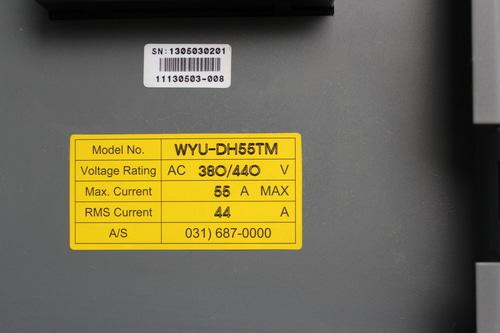 SN:1305030201
11130503-008
Model No. WYU-DH55TM
Voltage Rating AC 380/440 V
Max. Current 55 A MAX
RMS Current 44 A
A/S 031) 687-0000